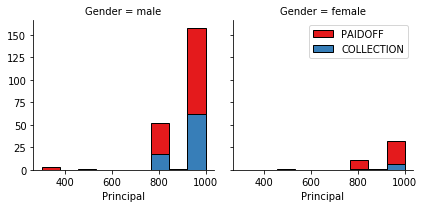 Gender = male
Gender = female
PAIDOFF
COLLECTION
150
125
100
75
50
25
0
400 600 800 1000
400 600 800 1000
Principal
Principal